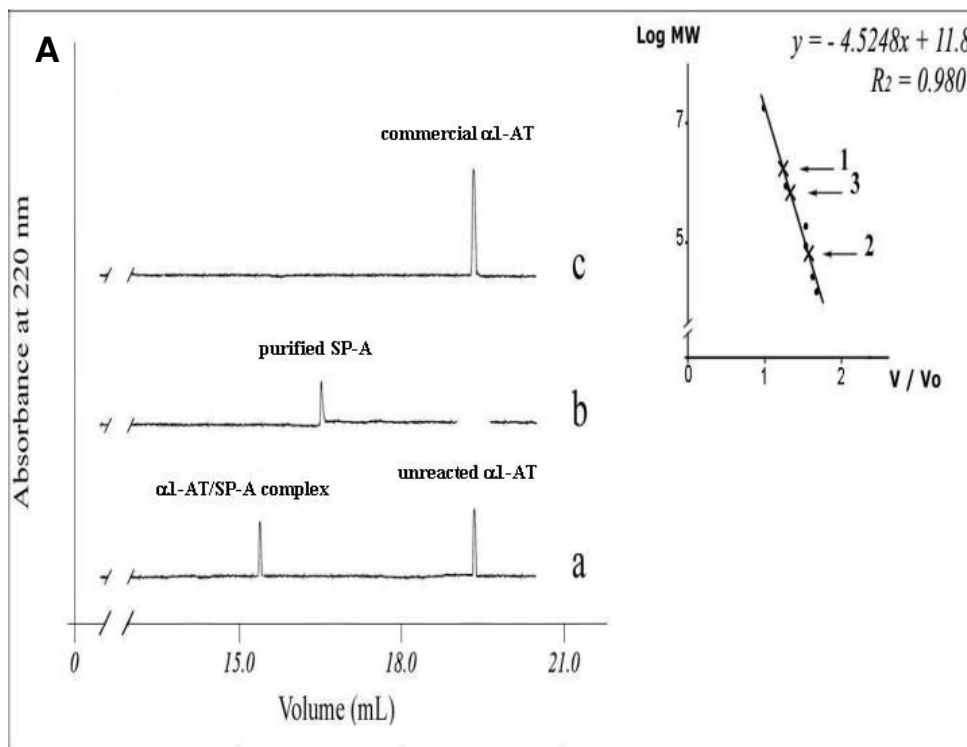 A
Log MW
y = - 4.5248x + 11.8
R2 = 0.980
7
5
1
3
2
0
1
2
V / Vo
commercial α1-AT
c
purified SP-A
b
α1-AT/SP-A complex
unreacted α1-AT
a
Absorbance at 220 nm
0
15.0
18.0
21.0
Volume (mL)